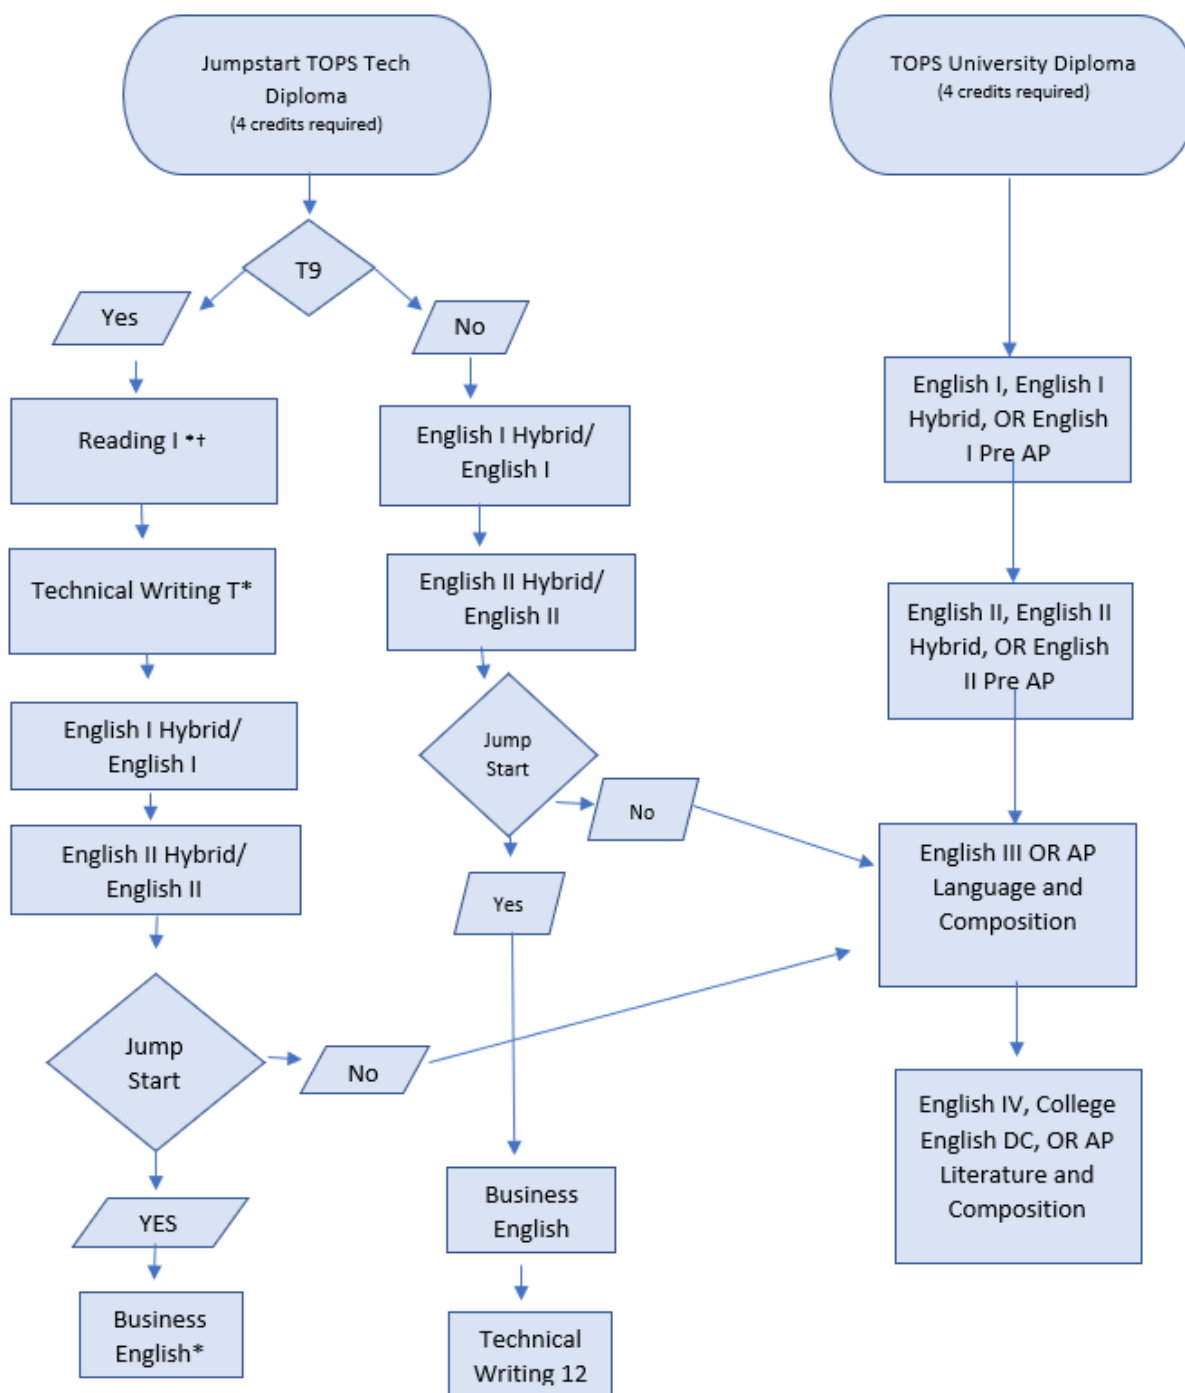 Jumpstart TOPS Tech
Diploma
(4 credits required)
TOPS University Diploma
(4 credits required)
T9
Yes
No
Reading I *†
English I Hybrid/
English I
English I, English I
Hybrid, OR English
I Pre AP
Technical Writing T*
English II Hybrid/
English II
English II, English II
Hybrid, OR English
II Pre AP
English I Hybrid/
English I
Jump
Start
No
English II Hybrid/
English II
Yes
English III OR AP
Language and
Composition
Jump
Start
No
English IV, College
English DC, OR AP
Literature and
Composition
YES
Business
English
Business
English*
Technical
Writing 12